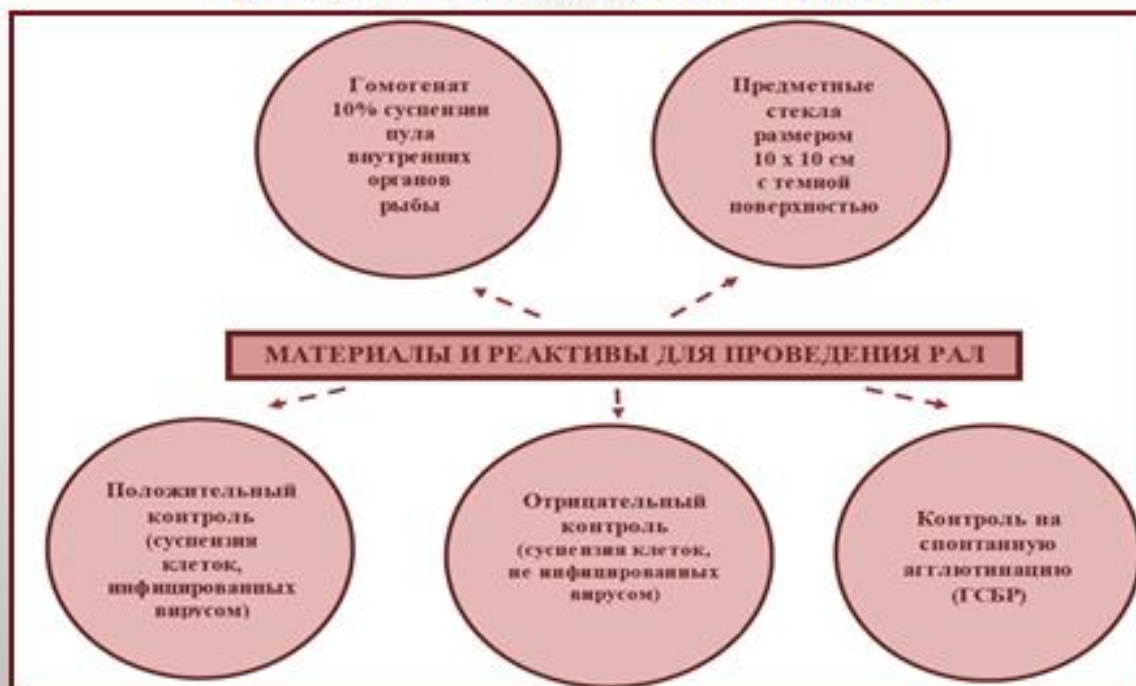 Гомогенат
10% суспензии
пула
внутренних
органов
рыбы
Предметные
стекла
размером
10 x 10 см
с темной
поверхностью
МАТЕРИАЛЫ И РЕАКТИВЫ ДЛЯ ПРОВЕДЕНИЯ РАЛ
Положительный
контроль
(суспензия
клеток,
инфицированных
вирусом)
Отрицательный
контроль
(суспензия клеток,
не инфицированных
вирусом)
Контроль на
спонтанную
агглютинацию
(ГСБР)